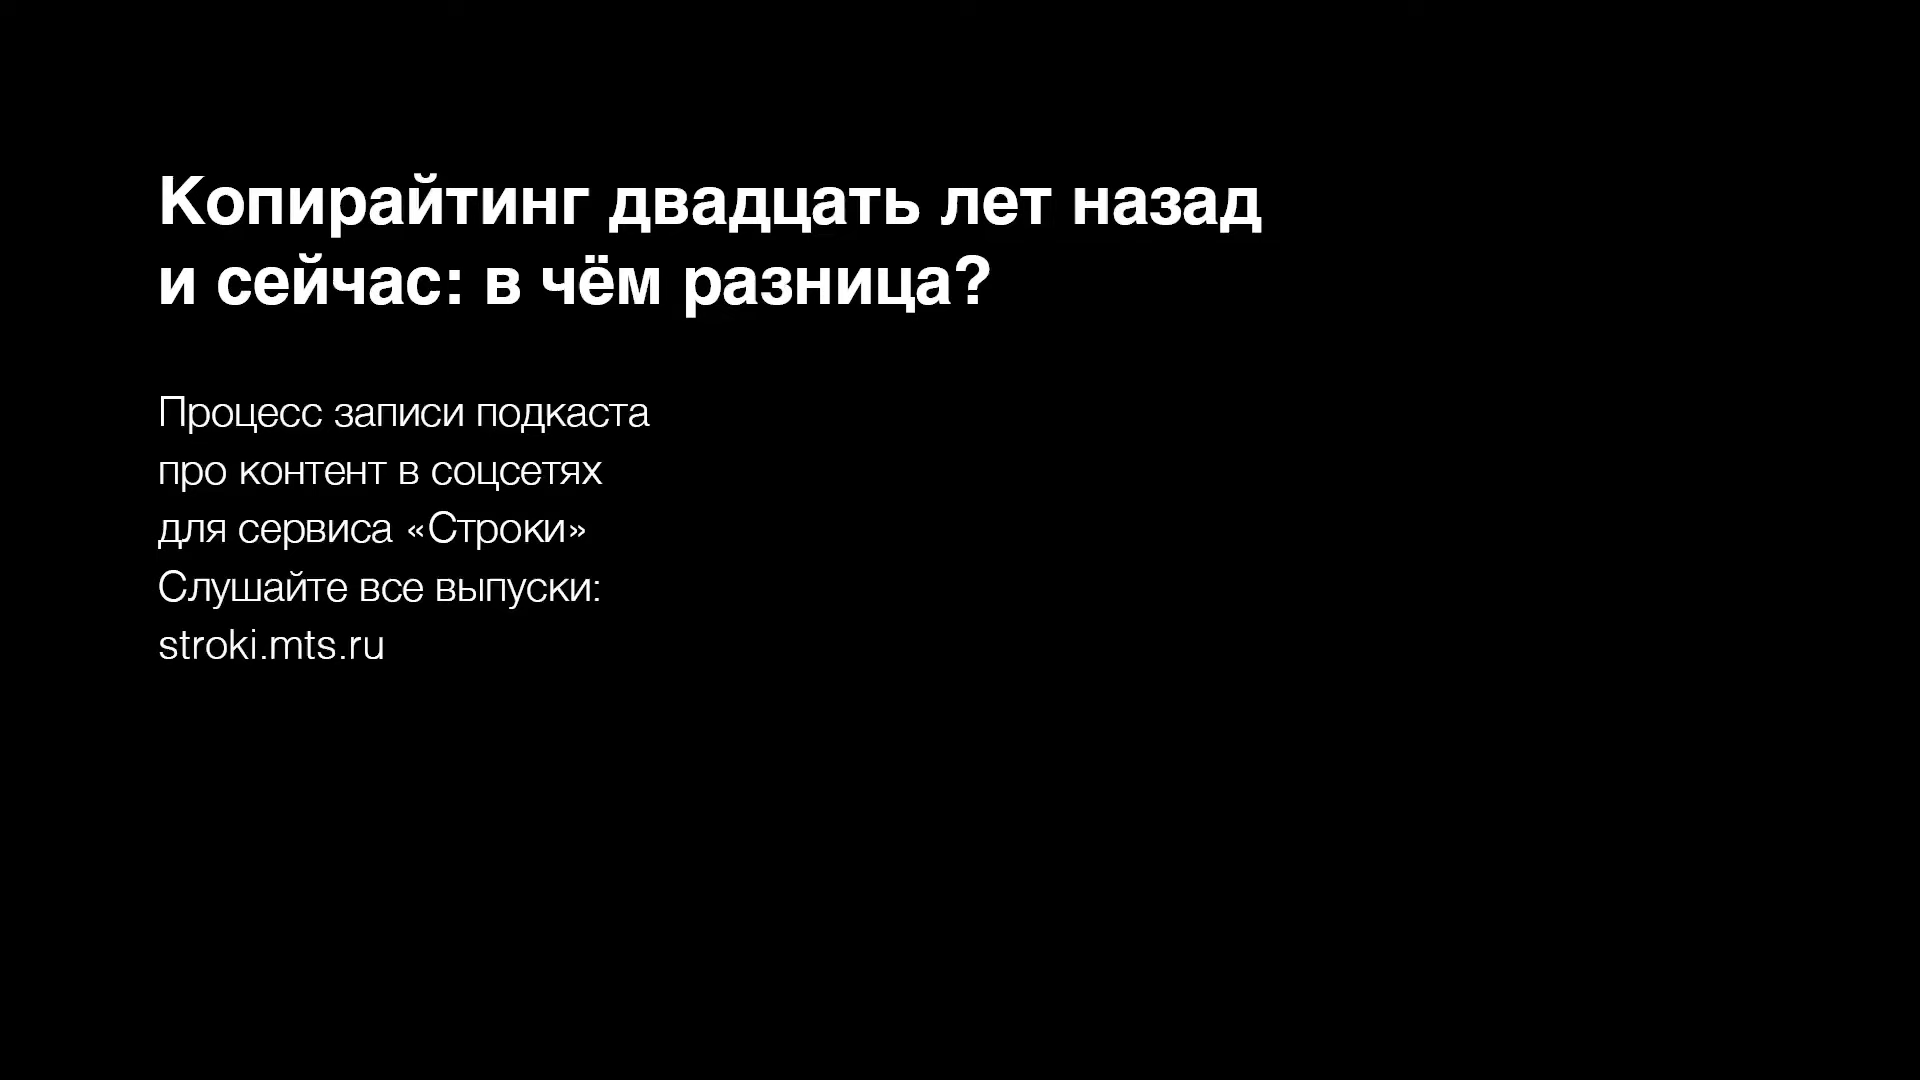 Копирайтинг двадцать лет назад
и сейчас: в чём разница?
Процесс записи подкаста
про контент в соцсетях
для сервиса «Строки»
Слушайте все выпуски:
stroki.mts.ru